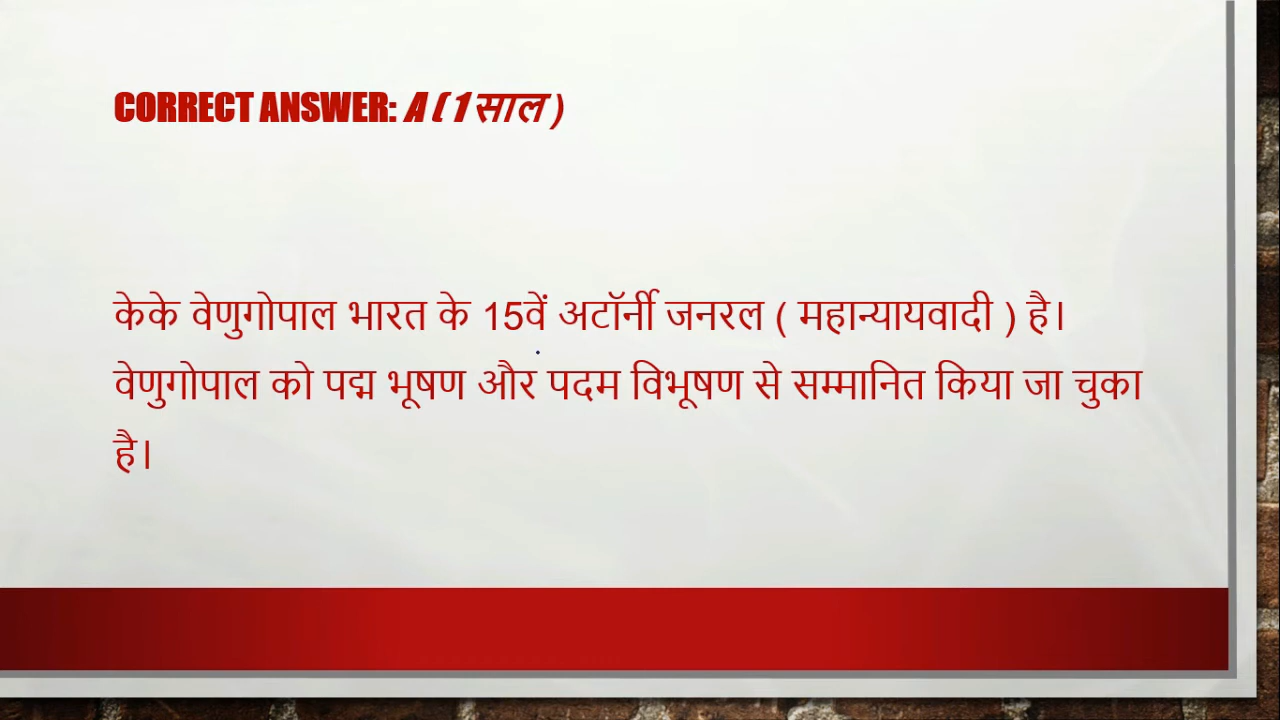 CORRECT ANSWER: A ( 1 साल )
केके वेणुगोपाल भारत के 15वें अटॉर्नी जनरल ( महान्यायवादी ) है।
वेणुगोपाल को पद्म भूषण और पदम विभूषण से सम्मानित किया जा चुका
है।